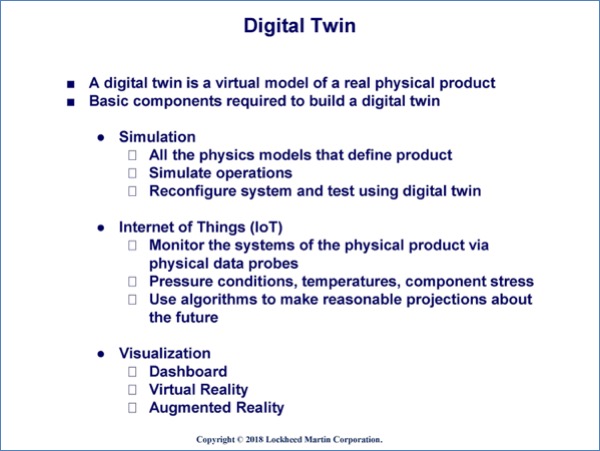 Digital Twin
■ A digital twin is a virtual model of a real physical product
■ Basic components required to build a digital twin
● Simulation
□ All the physics models that define product
□ Simulate operations
□ Reconfigure system and test using digital twin
● Internet of Things (IoT)
□ Monitor the systems of the physical product via
physical data probes
□ Pressure conditions, temperatures, component stress
□ Use algorithms to make reasonable projections about
the future
● Visualization
□ Dashboard
□ Virtual Reality
□ Augmented Reality
Copyright © 2018 Lockheed Martin Corporation.